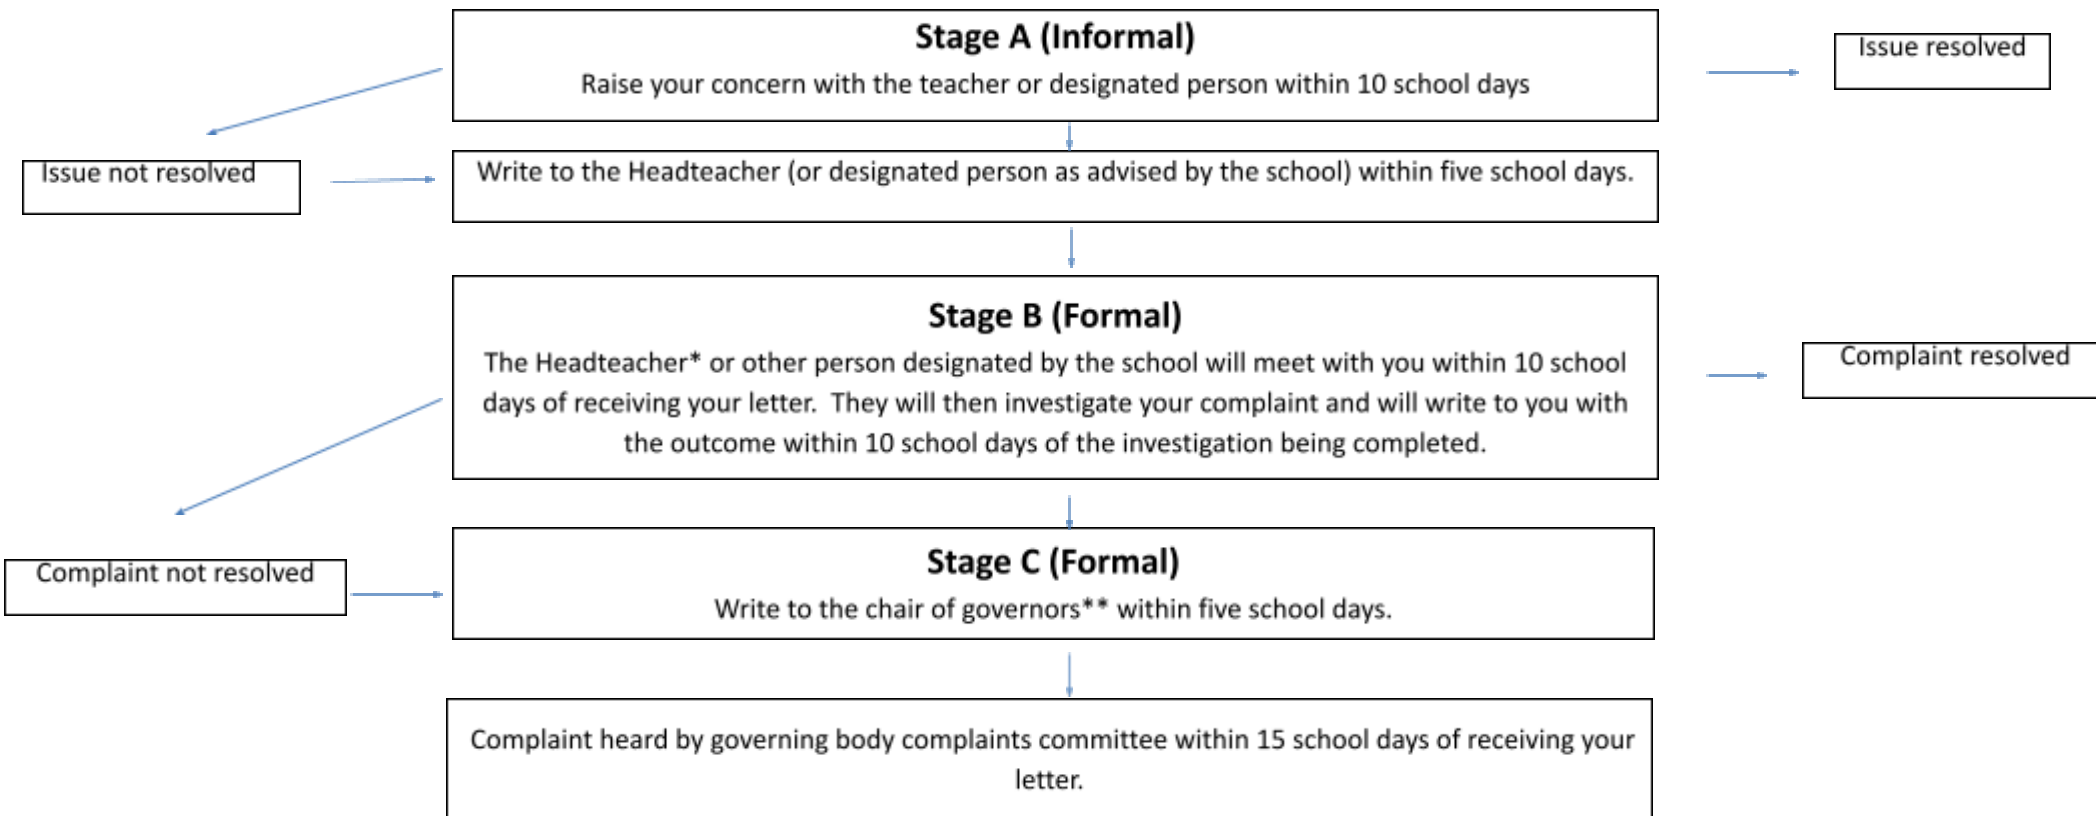 Stage A (Informal)
Raise your concern with the teacher or designated person within 10 school days
Issue resolved
Issue not resolved
Write to the Headteacher (or designated person as advised by the school) within five school days.
Stage B (Formal)
The Headteacher* or other person designated by the school will meet with you within 10 school
days of receiving your letter.  They will then investigate your complaint and will write to you with
the outcome within 10 school days of the investigation being completed.
Complaint resolved
Complaint not resolved
Stage C (Formal)
Write to the chair of governors** within five school days.
Complaint heard by governing body complaints committee within 15 school days of receiving your
letter.